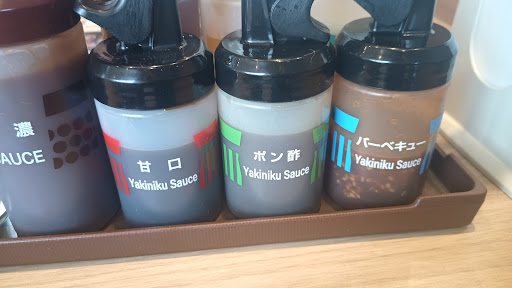 濃
SAUCE
甘口
Yakiniku Sauce
ポン酢
Yakiniku Sauce
バーベキュー
Yakiniku Sauce